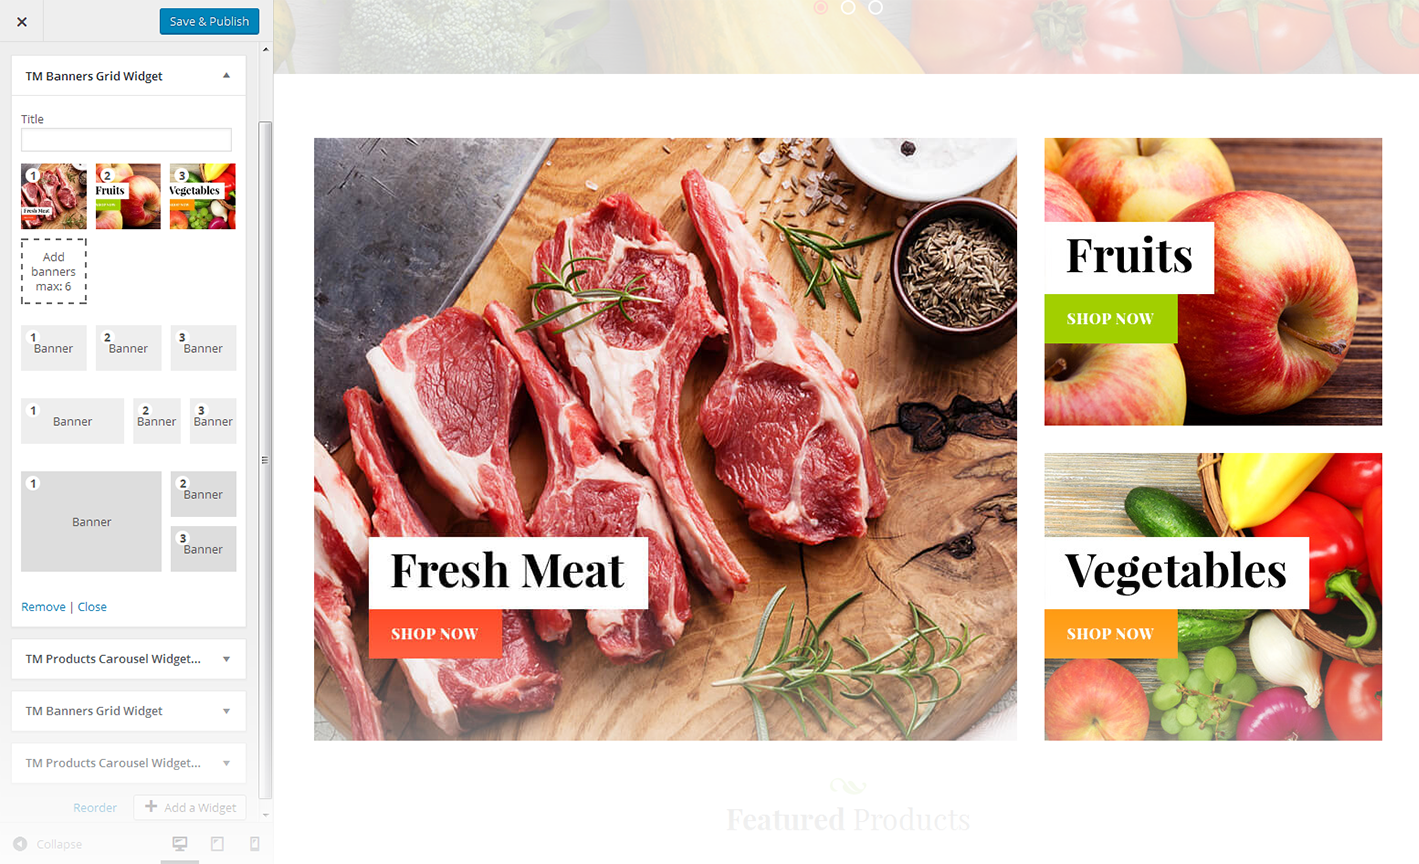 Save & Publish
TM Banners Grid Widget
Title
1
2
3
Fresh Meat
Fruits
Vegetables
Add
banners
max: 6
1
Banner
2
Banner
3
Banner
1
Banner
2
Banner
3
Banner
1
Banner
2
Banner
3
Banner
Remove | Close
TM Products Carousel Widget...
TM Banners Grid Widget
TM Products Carousel Widget...
Reorder
Add a Widget
Collapse
Fresh Meat
SHOP NOW
Fruits
SHOP NOW
Vegetables
SHOP NOW
Featured Products